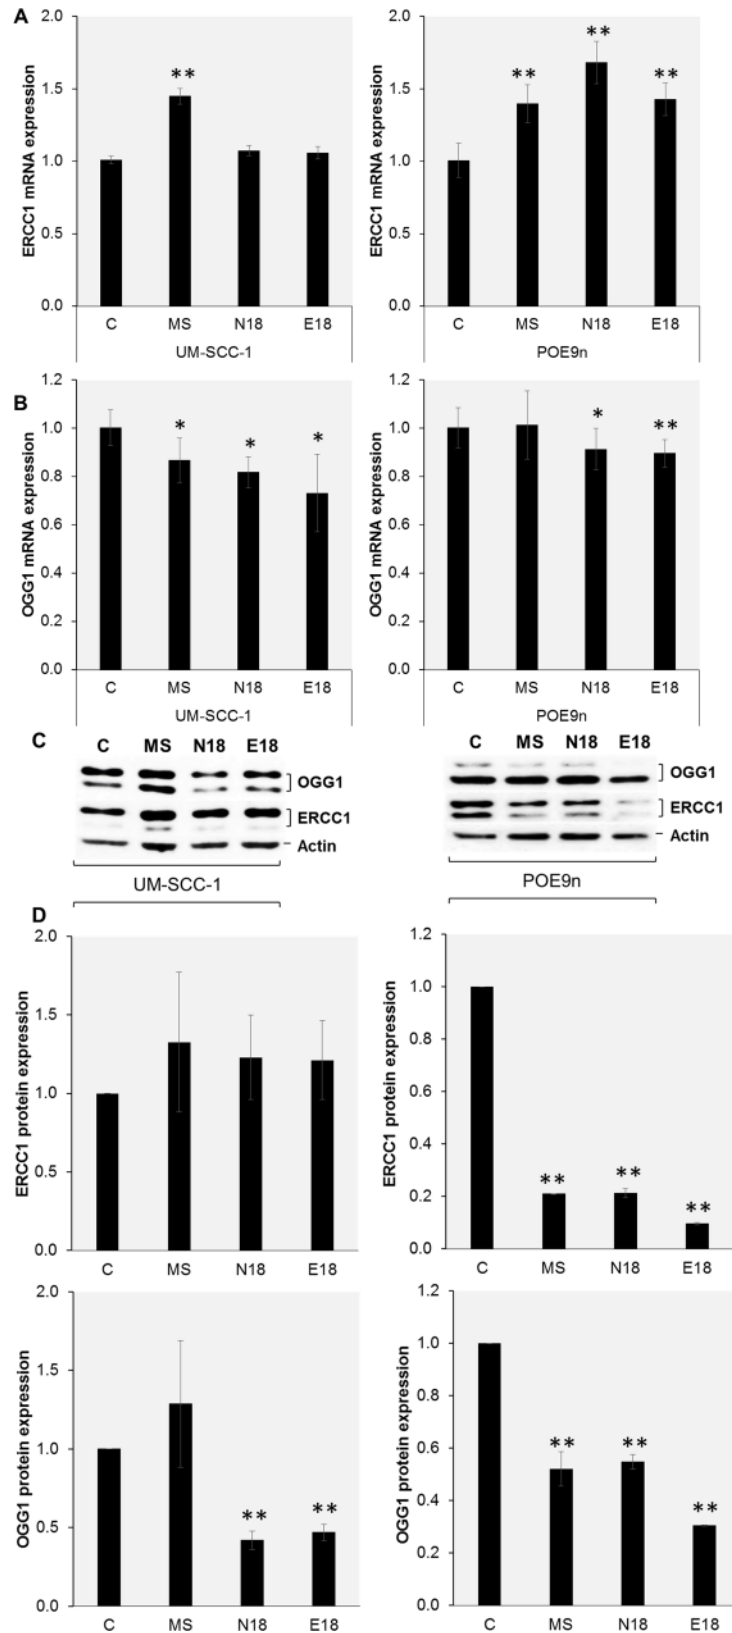 A
ERCC1 mRNA expression
2.0
1.5
1.0
0.5
0.0
**
C MS N18 E18
UM-SCC-1
ERCC1 mRNA expression
2.0
1.5
1.0
0.5
0.0
** ** **
C MS N18 E18
POE9n
B
OGG1 mRNA expression
1.2
1.0
0.8
0.6
0.4
0.2
0.0
* * *
C MS N18 E18
UM-SCC-1
OGG1 mRNA expression
1.2
1.0
0.8
0.6
0.4
0.2
0.0
* **
C MS N18 E18
POE9n
C
C MS N18 E18
OGG1
ERCC1
Actin
UM-SCC-1
C MS N18 E18
OGG1
ERCC1
Actin
POE9n
D
ERCC1 protein expression
2.0
1.5
1.0
0.5
0.0
C MS N18 E18
ERCC1 protein expression
1.2
1.0
0.8
0.6
0.4
0.2
0.0
** ** **
C MS N18 E18
OGG1 protein expression
2.0
1.5
1.0
0.5
0.0
** **
C MS N18 E18
OGG1 protein expression
1.2
1.0
0.8
0.6
0.4
0.2
0.0
** ** **
C MS N18 E18